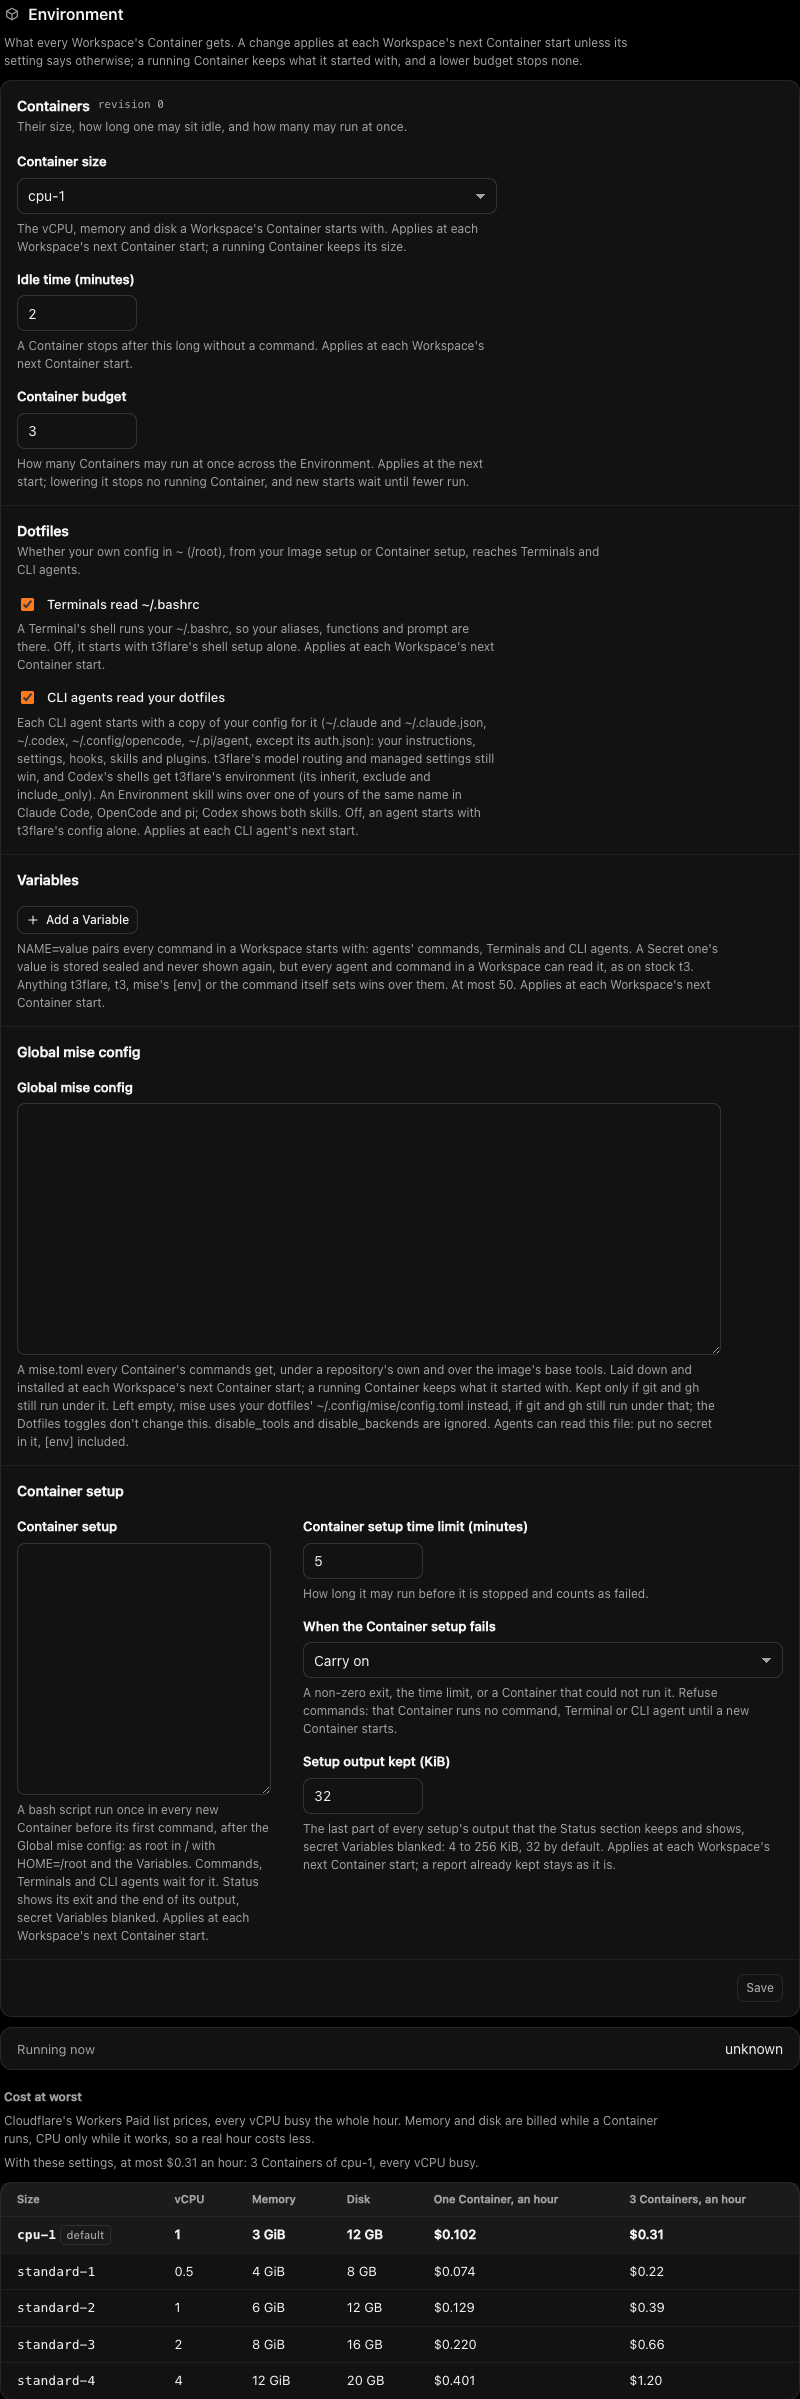 Environment
What every Workspace's Container gets. A change applies at each Workspace's next Container start unless its
setting says otherwise; a running Container keeps what it started with, and a lower budget stops none.
Containers revision 0
Their size, how long one may sit idle, and how many may run at once.
Container size
cpu-1
The vCPU, memory and disk a Workspace's Container starts with. Applies at each
Workspace's next Container start; a running Container keeps its size.
Idle time (minutes)
2
A Container stops after this long without a command. Applies at each Workspace's
next Container start.
Container budget
3
How many Containers may run at once across the Environment. Applies at the next
start; lowering it stops no running Container, and new starts wait until fewer run.
Dotfiles
Whether your own config in ~ (/root), from your Image setup or Container setup, reaches Terminals and
CLI agents.
Terminals read ~/.bashrc
A Terminal's shell runs your ~/.bashrc, so your aliases, functions and prompt are
there. Off, it starts with t3flare's shell setup alone. Applies at each Workspace's next
Container start.
CLI agents read your dotfiles
Each CLI agent starts with a copy of your config for it (~/.claude and ~/.claude.json,
~/.codex, ~/.config/opencode, ~/.pi/agent, except its auth.json): your instructions,
settings, hooks, skills and plugins. t3flare's model routing and managed settings still
win, and Codex's shells get t3flare's environment (its inherit, exclude and
include_only). An Environment skill wins over one of yours of the same name in
Claude Code, OpenCode and pi; Codex shows both skills. Off, an agent starts with
t3flare's config alone. Applies at each CLI agent's next start.
Variables
+ Add a Variable
NAME=value pairs every command in a Workspace starts with: agents' commands, Terminals and CLI agents. A Secret one's
value is stored sealed and never shown again, but every agent and command in a Workspace can read it, as on stock t3.
Anything t3flare, t3, mise's [env] or the command itself sets wins over them. At most 50. Applies at each Workspace's next
Container start.
Global mise config
Global mise config
A mise.toml every Container's commands get, under a repository's own and over the image's base tools. Laid down and
installed at each Workspace's next Container start; a running Container keeps what it started with. Kept only if git and gh
still run under it. Left empty, mise uses your dotfiles' ~/.config/mise/config.toml instead, if git and gh still run under that; the
Dotfiles toggles don't change this. disable_tools and disable_backends are ignored. Agents can read this file: put no secret
in it, [env] included.
Container setup
Container setup
A bash script run once in every new
Container before its first command, after the
Global mise config: as root in / with
HOME=/root and the Variables. Commands,
Terminals and CLI agents wait for it. Status
shows its exit and the end of its output,
secret Variables blanked. Applies at each
Workspace's next Container start.
Container setup time limit (minutes)
5
How long it may run before it is stopped and counts as failed.
When the Container setup fails
Carry on
A non-zero exit, the time limit, or a Container that could not run it. Refuse
commands: that Container runs no command, Terminal or CLI agent until a new
Container starts.
Setup output kept (KiB)
32
The last part of every setup's output that the Status section keeps and shows,
secret Variables blanked: 4 to 256 KiB, 32 by default. Applies at each Workspace's
next Container start; a report already kept stays as it is.
Save
Running now unknown
Cost at worst
Cloudflare's Workers Paid list prices, every vCPU busy the whole hour. Memory and disk are billed while a Container
runs, CPU only while it works, so a real hour costs less.
With these settings, at most $0.31 an hour: 3 Containers of cpu-1, every vCPU busy.
Size vCPU Memory Disk One Container, an hour 3 Containers, an hour
cpu-1 default 1 3 GiB 12 GB $0.102 $0.31
standard-1 0.5 4 GiB 8 GB $0.074 $0.22
standard-2 1 6 GiB 12 GB $0.129 $0.39
standard-3 2 8 GiB 16 GB $0.220 $0.66
standard-4 4 12 GiB 20 GB $0.401 $1.20